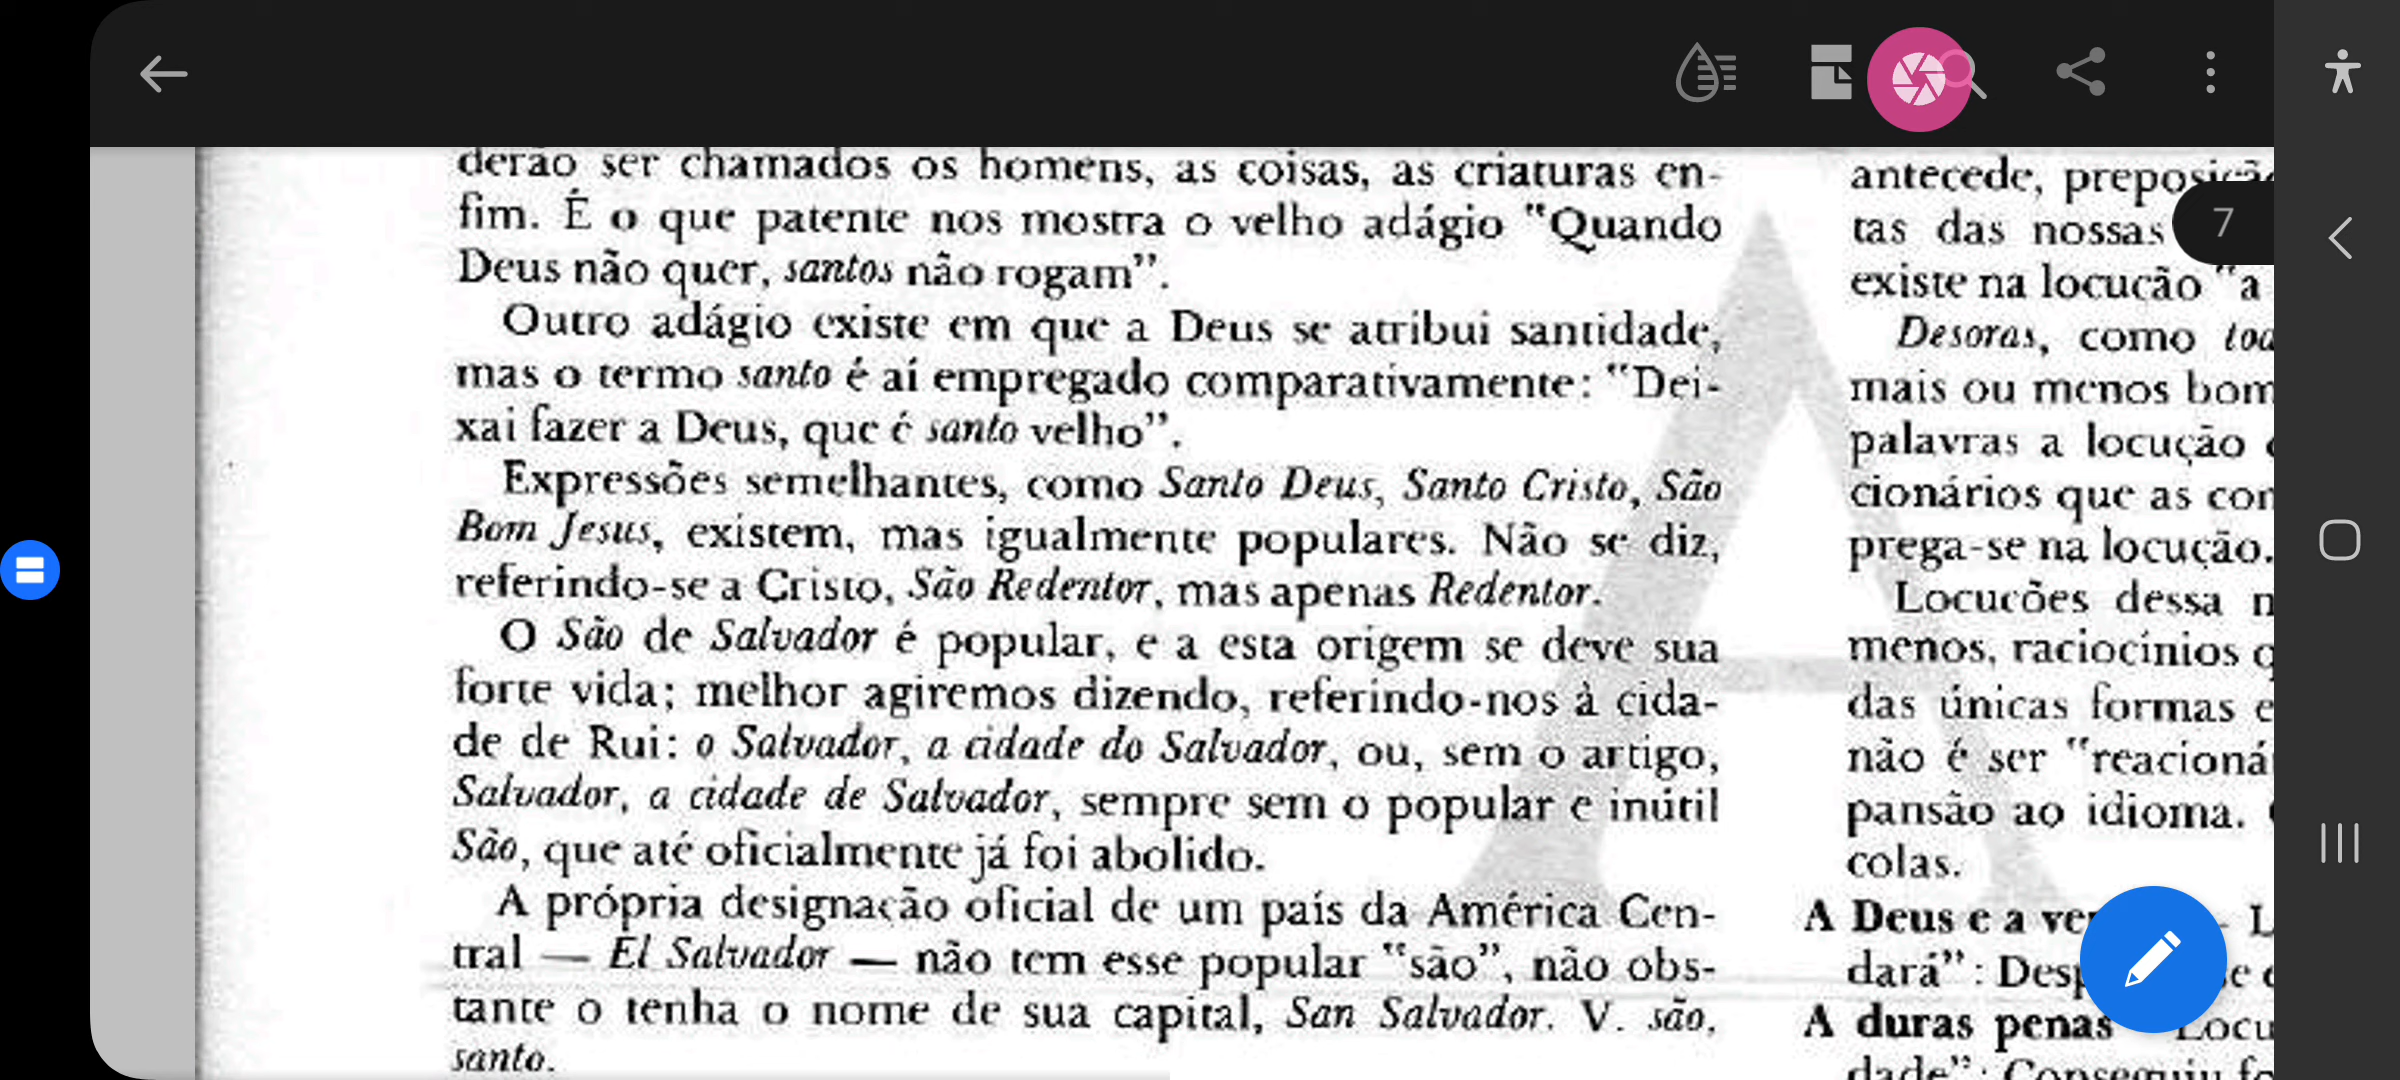 7
derão ser chamados os homens, as coisas, as criaturas en-
fim. É o que patente nos mostra o velho adágio "Quando
Deus não quer, santos não rogam".
Outro adágio existe em que a Deus se atribui santidade,
mas o termo santo é aí empregado comparativamente: "Dei-
xai fazer a Deus, que é santo velho".
Expressões semelhantes, como Santo Deus, Santo Cristo, São
Bom Jesus, existem, mas igualmente populares. Não se diz,
referindo-se a Cristo, São Redentor, mas apenas Redentor.
O São de Salvador é popular, e a esta origem se deve sua
forte vida; melhor agiremos dizendo, referindo-nos à cida-
de de Rui: o Salvador, a cidade do Salvador, ou, sem o artigo,
Salvador, a cidade de Salvador, sempre sem o popular e inútil
São, que até oficialmente já foi abolido.
A própria designação oficial de um país da América Cen-
tral — El Salvador — não tem esse popular "são", não obs-
tante o tenha o nome de sua capital, San Salvador. V. são,
santo.
antecede,
tas das nossas
existe na locução "a
Desoras, como
mais ou menos bom
palavras a locução
cionários que as
prega-se na locução.
Locuções dessa
menos, raciocínios
das únicas formas e
não é ser
pansão ao idioma.
colas.
A Deus e a
dará":
A duras penas
dade": Conseguiu